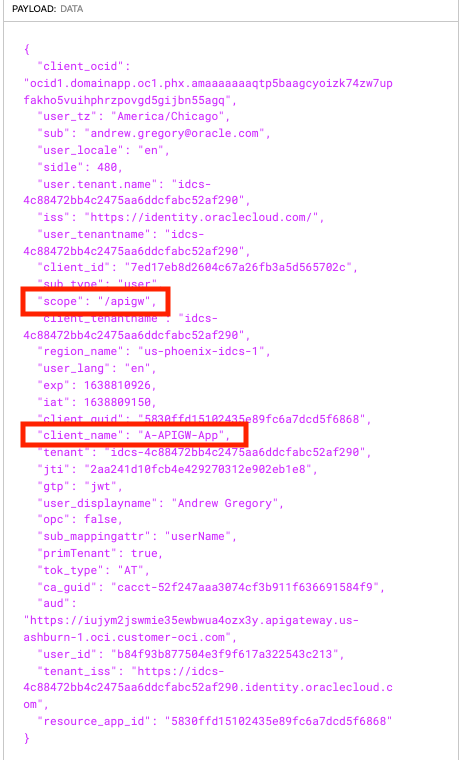 PAYLOAD: DATA
{
"client_ocid":
"ocid1.domainapp.oc1.phx.amaaaaaaaqtp5baagcyoizk74zw7up
fakho5vuihphrzpovgd5gijbn55agq",
"user_tz": "America/Chicago",
"sub": "andrew.gregory@oracle.com",
"user_locale": "en",
"sidle": 480,
"user.tenant.name": "idcs-
4c88472bb4c2475aa6ddcfabc52af290",
"iss": "https://identity.oraclecloud.com/",
"user_tenantname": "idcs-
4c88472bb4c2475aa6ddcfabc52af290",
"client_id": "7ed17eb8d2604c67a26fb3a5d565702c",
"sub_type": "user",
"scope": "/apigw",
"client_tenantname": "idcs-
4c88472bb4c2475aa6ddcfabc52af290",
"region_name": "us-phoenix-idcs-1",
"user_lang": "en",
"exp": 1638810926,
"iat": 1638809150,
"client_guid": "5830ffd15102435e89fc6a7dcd5f6868",
"client_name": "A-APIGW-App",
"tenant": "idcs-4c88472bb4c2475aa6ddcfabc52af290",
"jti": "2aa241d10fcb4e429270312e902eb1e8",
"gtp": "jwt",
"user_displayname": "Andrew Gregory",
"opc": false,
"sub_mappingattr": "userName",
"primTenant": true,
"tok_type": "AT",
"ca_guid": "cacct-52f247aaa3074cf3b911f636691584f9",
"aud":
"https://iujym2jswmie35ewbwua4ozx3y.apigateway.us-
ashburn-1.oci.customer-oci.com",
"user_id": "b84f93b877504e3f9f617a322543c213",
"tenant_iss": "https://idcs-
4c88472bb4c2475aa6ddcfabc52af290.identity.oraclecloud.c
om",
"resource_app_id": "5830ffd15102435e89fc6a7dcd5f6868"
}